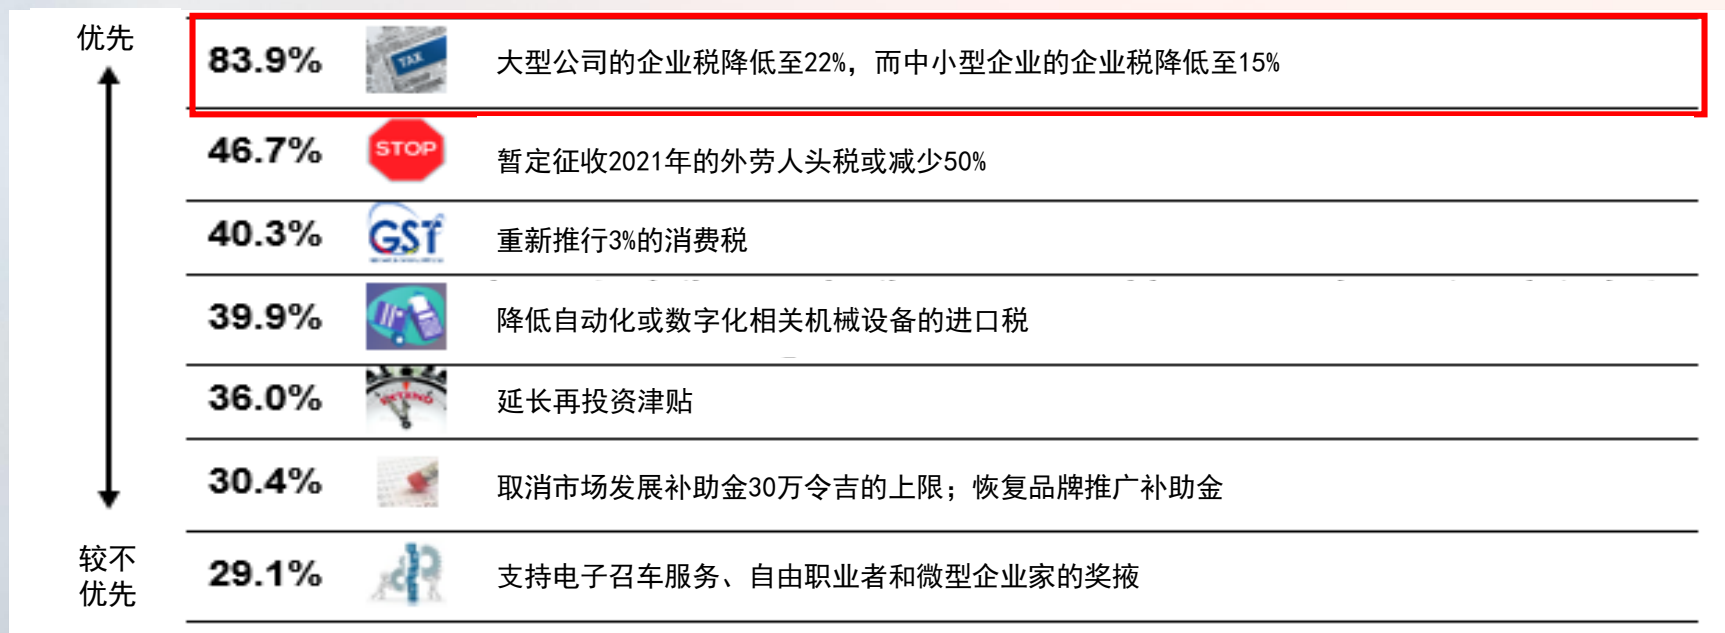 优先
83.9% TAX 大型公司的企业税降低至22%，而中小型企业的企业税降低至15%
46.7% STOP 暂定征收2021年的外劳人头税或减少50%
40.3% GST 重新推行3%的消费税
39.9% 降低自动化或数字化相关机械设备的进口税
36.0% EXTEND 延长再投资津贴
30.4% 取消市场发展补助金30万令吉的上限；恢复品牌推广补助金
较不
优先
29.1% 支持电子召车服务、自由职业者和微型企业家的奖掖